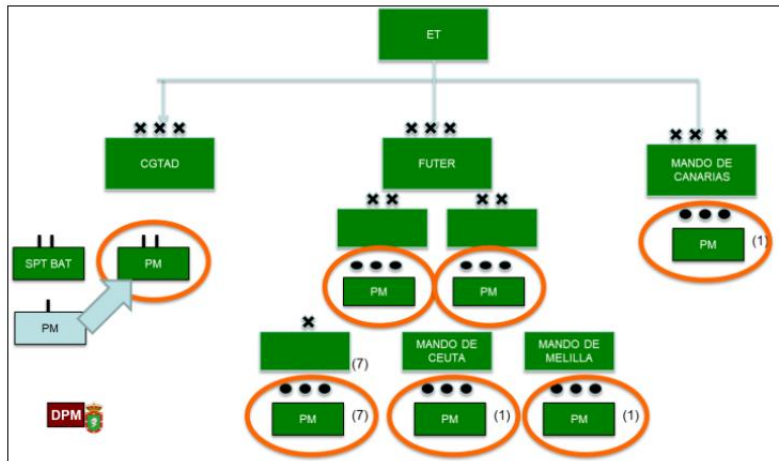 ET
CGTAD
FUTER
MANDO DE
CANARIAS
SPT BAT
PM
PM
(1)
PM
PM
PM
(7)
MANDO DE
CEUTA
MANDO DE
MELILLA
DPM
PM
(7)
PM
(1)
PM
(1)